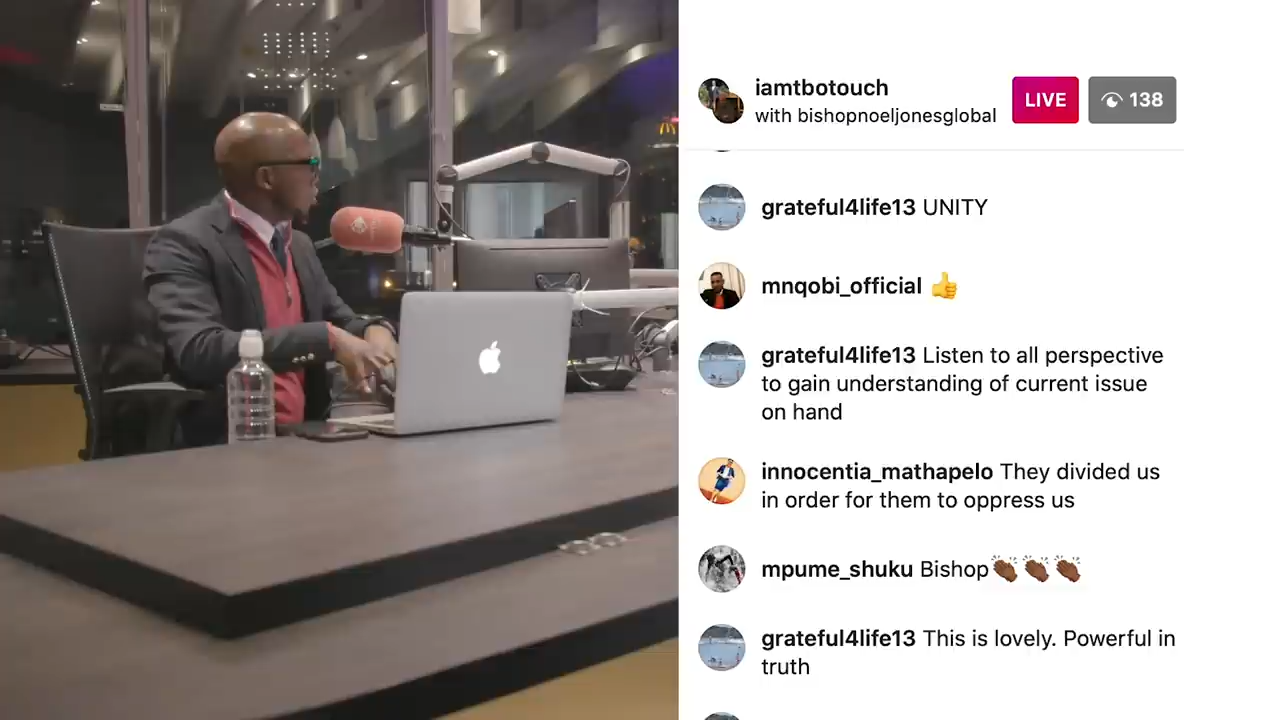 iamtbotouch
with bishopnoeljonesglobal
LIVE
138
grateful4life13 UNITY
mnqobi_official 👍
grateful4life13 Listen to all perspective
to gain understanding of current issue
on hand
innocentia_mathapelo They divided us
in order for them to oppress us
mpume_shuku Bishop👏🏾👏🏾👏🏾
grateful4life13 This is lovely. Powerful in
truth